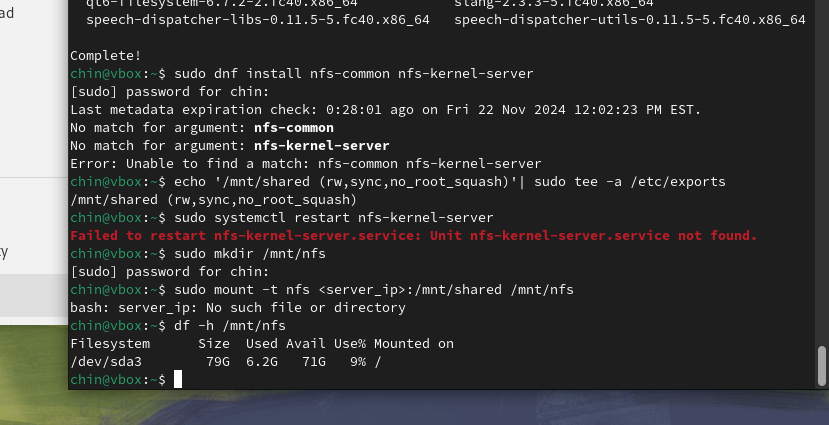 ad
qt6-filesystem-6.7.2-2.fc40.x86_64 slang-2.3.3-5.fc40.x86_64
speech-dispatcher-libs-0.11.5-5.fc40.x86_64 speech-dispatcher-utils-0.11.5-5.fc40.x86_64
Complete!
chin@vbox:~$ sudo dnf install nfs-common nfs-kernel-server
[sudo] password for chin:
Last metadata expiration check: 0:28:01 ago on Fri 22 Nov 2024 12:02:23 PM EST.
No match for argument: nfs-common
No match for argument: nfs-kernel-server
Error: Unable to find a match: nfs-common nfs-kernel-server
chin@vbox:~$ echo '/mnt/shared (rw,sync,no_root_squash)'| sudo tee -a /etc/exports
/mnt/shared (rw,sync,no_root_squash)
chin@vbox:~$ sudo systemctl restart nfs-kernel-server
Failed to restart nfs-kernel-server.service: Unit nfs-kernel-server.service not found.
chin@vbox:~$ sudo mkdir /mnt/nfs
[sudo] password for chin:
chin@vbox:~$ sudo mount -t nfs <server_ip>:/mnt/shared /mnt/nfs
bash: server_ip: No such file or directory
chin@vbox:~$ df -h /mnt/nfs
Filesystem Size Used Avail Use% Mounted on
/dev/sda3 79G 6.2G 71G 9% /
chin@vbox:~$